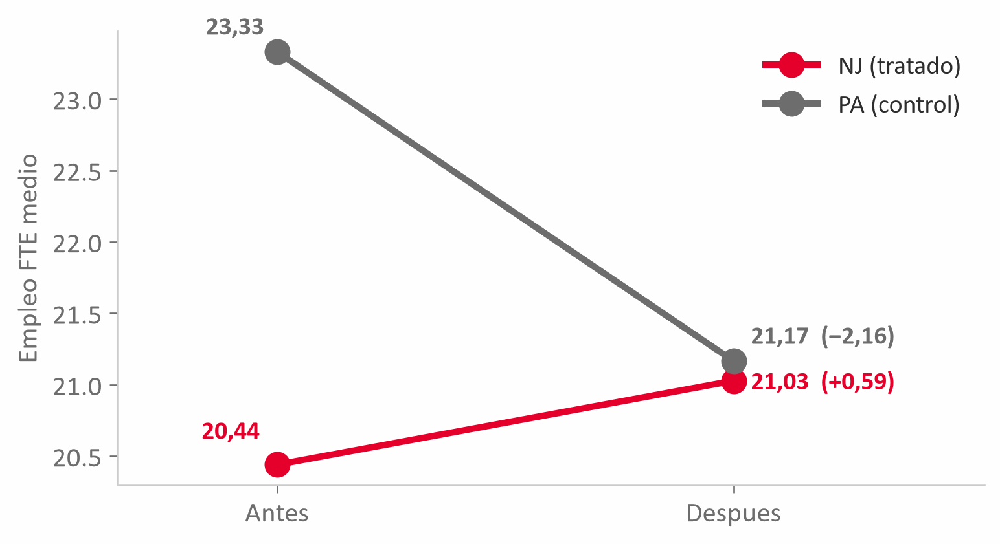 23,33
NJ (tratado)
PA (control)
23.0
22.5
22.0
21.5
21.0
20.5
Empleo FTE medio
21,17 (−2,16)
21,03 (+0,59)
20,44
Antes
Despues